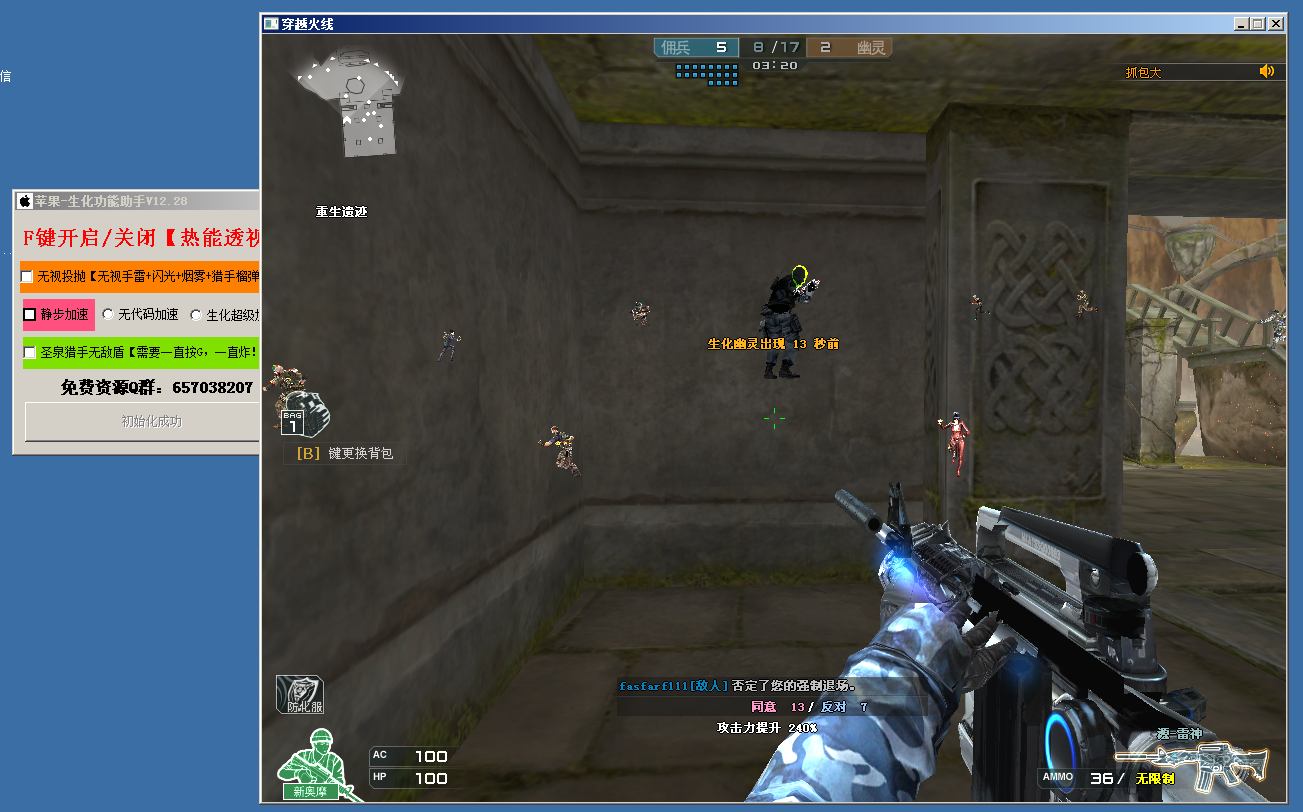 信
苹果-生化功能助手V12.28
F键开启/关闭【热能透视
无视投抛【无视手雷+闪光+烟雾+猎手榴弹
静步加速 无代码加速 生化超级加
圣泉猎手无敌盾【需要一直按G,一直炸!
免费资源Q群: 657038207
初始化成功
穿越火线
佣兵 5 8 /17 2 幽灵
03:20
抓包大
重生遗迹
生化幽灵出现 13 秒前
BAG
1
[B] 键更换背包
防化服
fasfarf111[敌人] 否定了您的强制退场。
同意 13/ 反对 7
攻击力提升 240%
源-雷神
AC 100
HP 100
新奥摩
AMMO 36/ 无限制